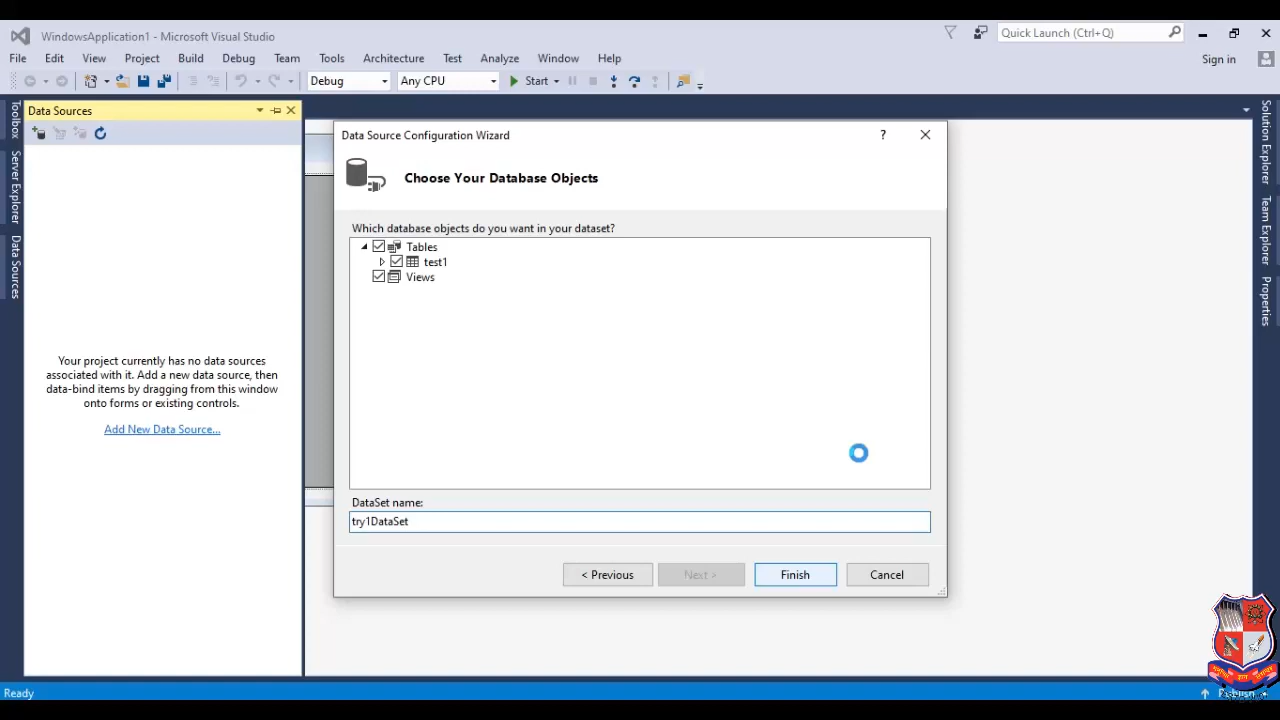 WindowsApplication1 - Microsoft Visual Studio
Quick Launch (Ctrl+Q)
File Edit View Project Build Debug Team Tools Architecture Test Analyze Window Help
Sign in
Debug Any CPU Start
Toolbox
Server Explorer
Data Sources
Data Sources
Your project currently has no data sources
associated with it. Add a new data source, then
data-bind items by dragging from this window
onto forms or existing controls.
Add New Data Source...
Data Source Configuration Wizard
?
Choose Your Database Objects
Which database objects do you want in your dataset?
Tables
test1
Views
DataSet name:
try1DataSet
< Previous Next > Finish Cancel
Solution Explorer
Team Explorer
Properties
Ready